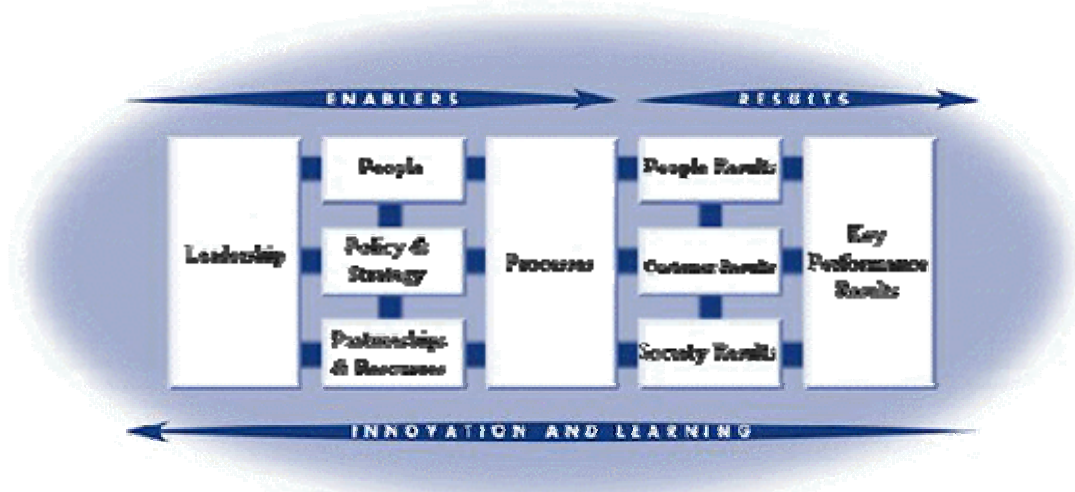 ENABLERS
RESULTS
Leadership
People
Policy &
Strategy
Partnerships
& Resources
Processes
People Results
Customer Results
Society Results
Key
Performance
Results
INNOVATION AND LEARNING